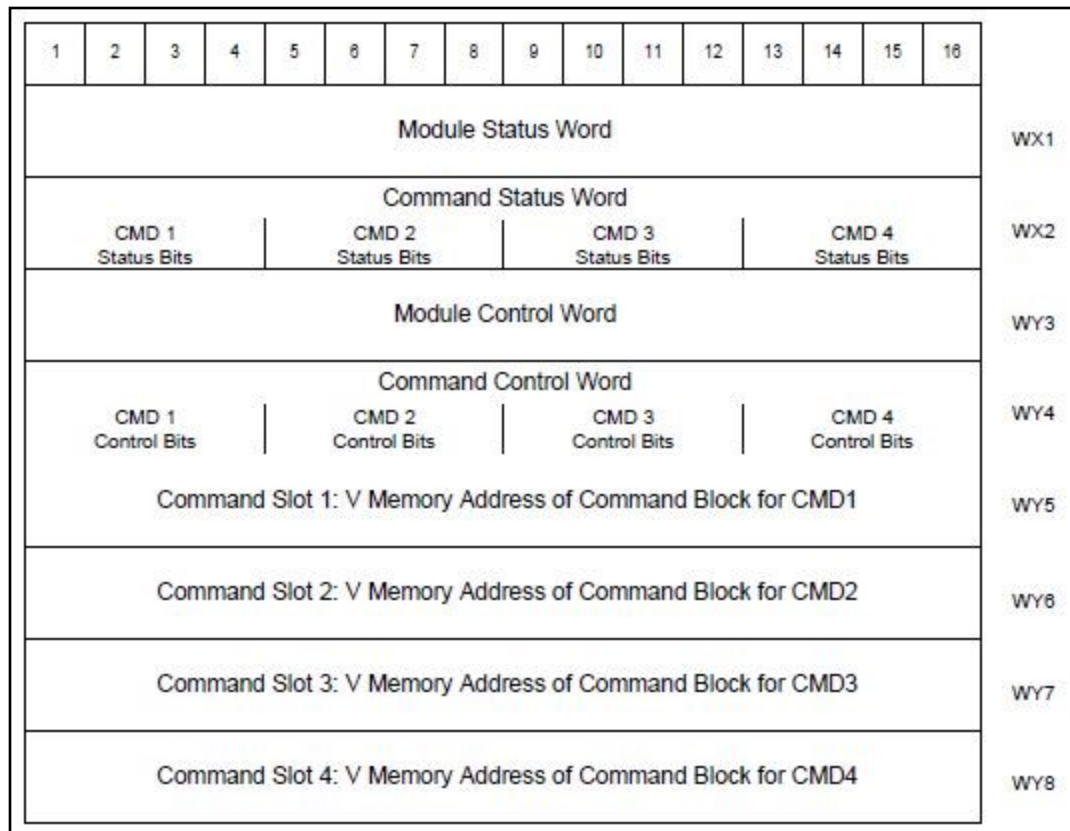 1 2 3 4 5 6 7 8 9 10 11 12 13 14 15 16
Module Status Word
WX1
Command Status Word
CMD 1 CMD 2 CMD 3 CMD 4
WX2
Status Bits Status Bits Status Bits Status Bits
Module Control Word
WY3
Command Control Word
CMD 1 CMD 2 CMD 3 CMD 4
WY4
Control Bits Control Bits Control Bits Control Bits
Command Slot 1: V Memory Address of Command Block for CMD1
WY5
Command Slot 2: V Memory Address of Command Block for CMD2
WY6
Command Slot 3: V Memory Address of Command Block for CMD3
WY7
Command Slot 4: V Memory Address of Command Block for CMD4
WY8